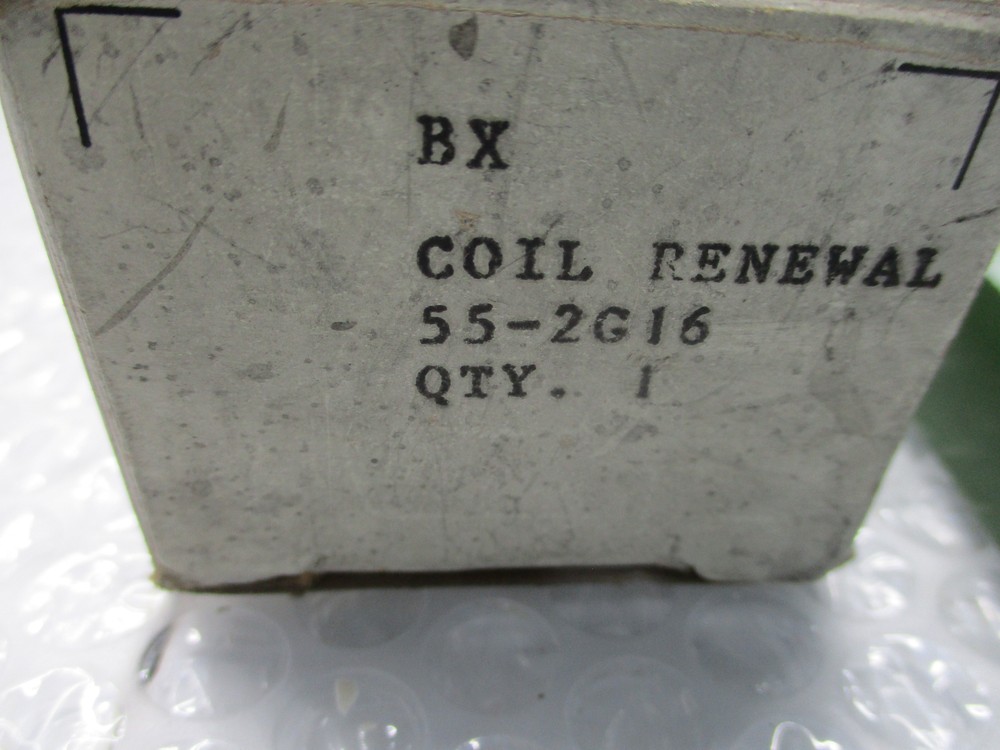 BX
COIL RENEWAL
55-2G16
QTY. 1